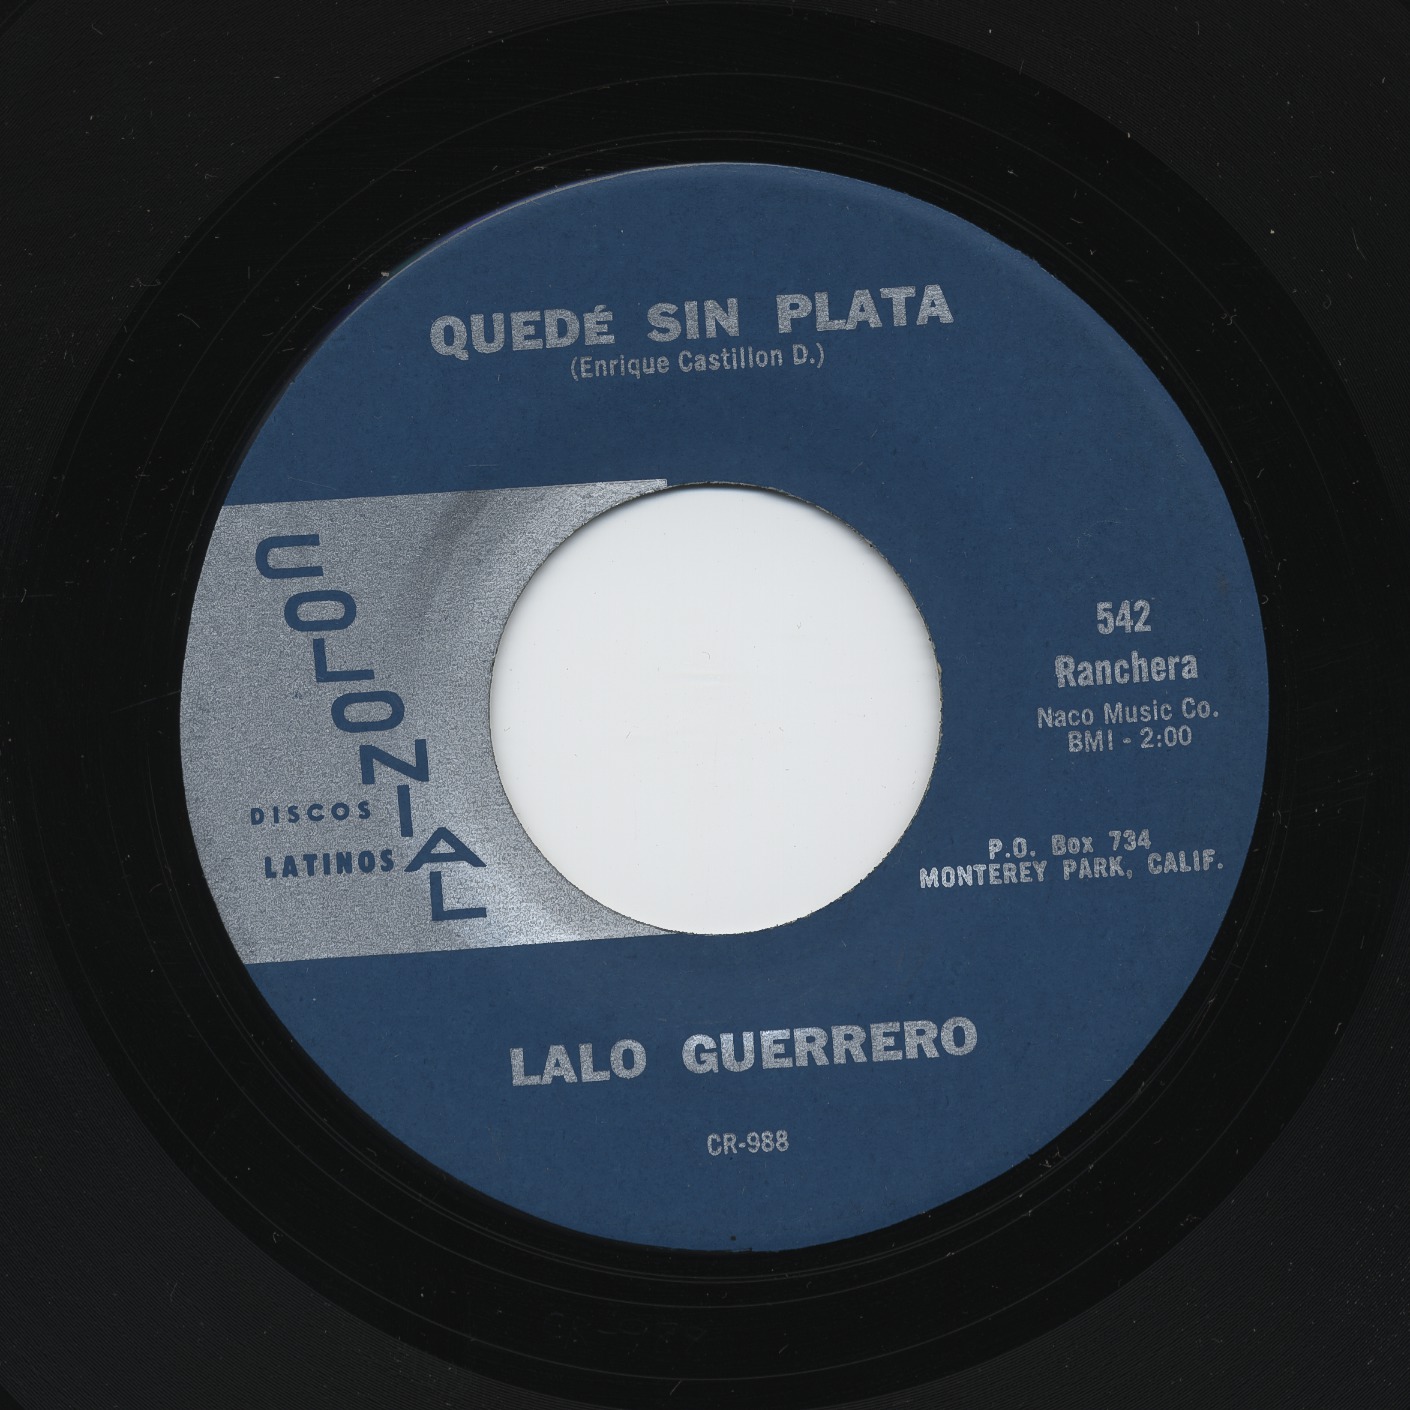 QUEDÉ SIN PLATA
(Enrique Castillon D.)
COLONIAL
DISCOS
LATINOS
542
Ranchera
Naco Music Co.
BMI - 2:00
P.O. Box 734
MONTEREY PARK, CALIF.
LALO GUERRERO
CR-988